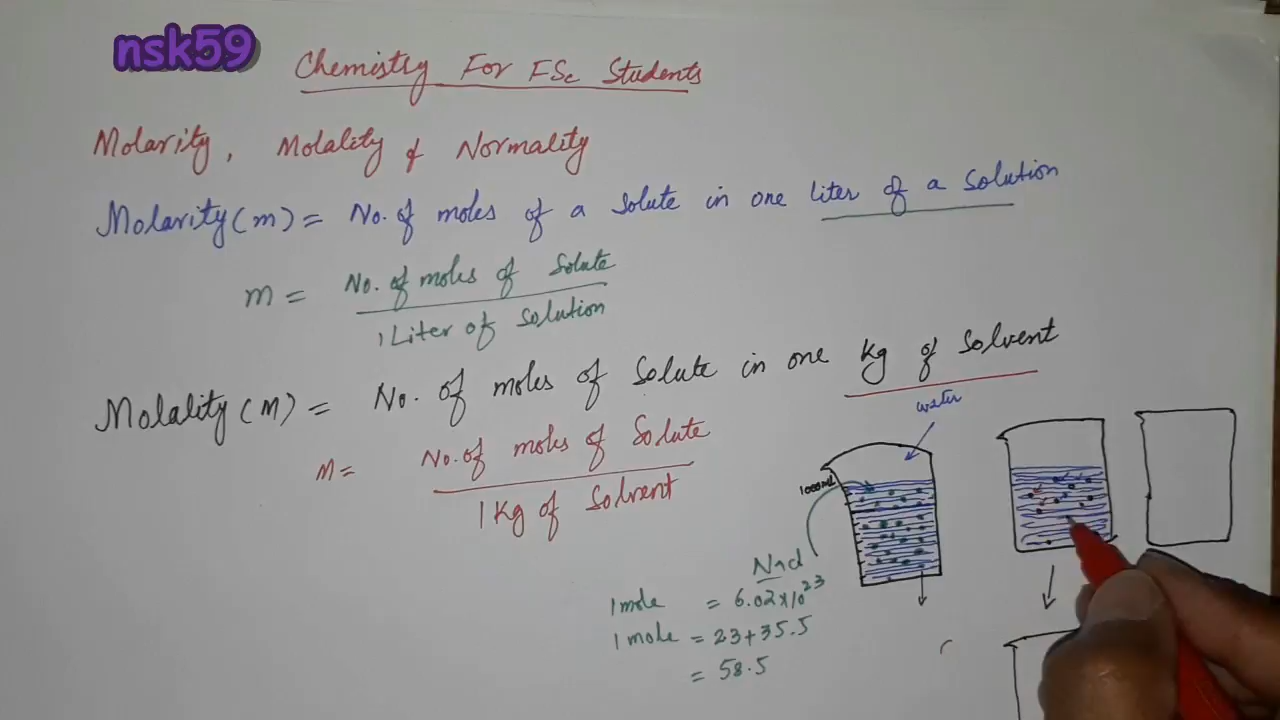 nsk59
Chemistry For FSc Students
Molarity, Molality & Normality
Molarity (m) = No. of moles of a solute in one liter of a solution
m = No. of moles of Solute
1 Liter of Solution
Molality (M) = No. of moles of Solute in one Kg of Solvent
M = No. of moles of Solute
1 Kg of Solvent
water
1000ML
Nacl
1 mole = 6.02×10^23
1 mole = 23+35.5
= 58.5